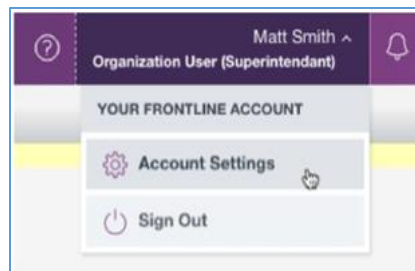 Matt Smith
Organization User (Superintendant)
YOUR FRONTLINE ACCOUNT
Account Settings
Sign Out